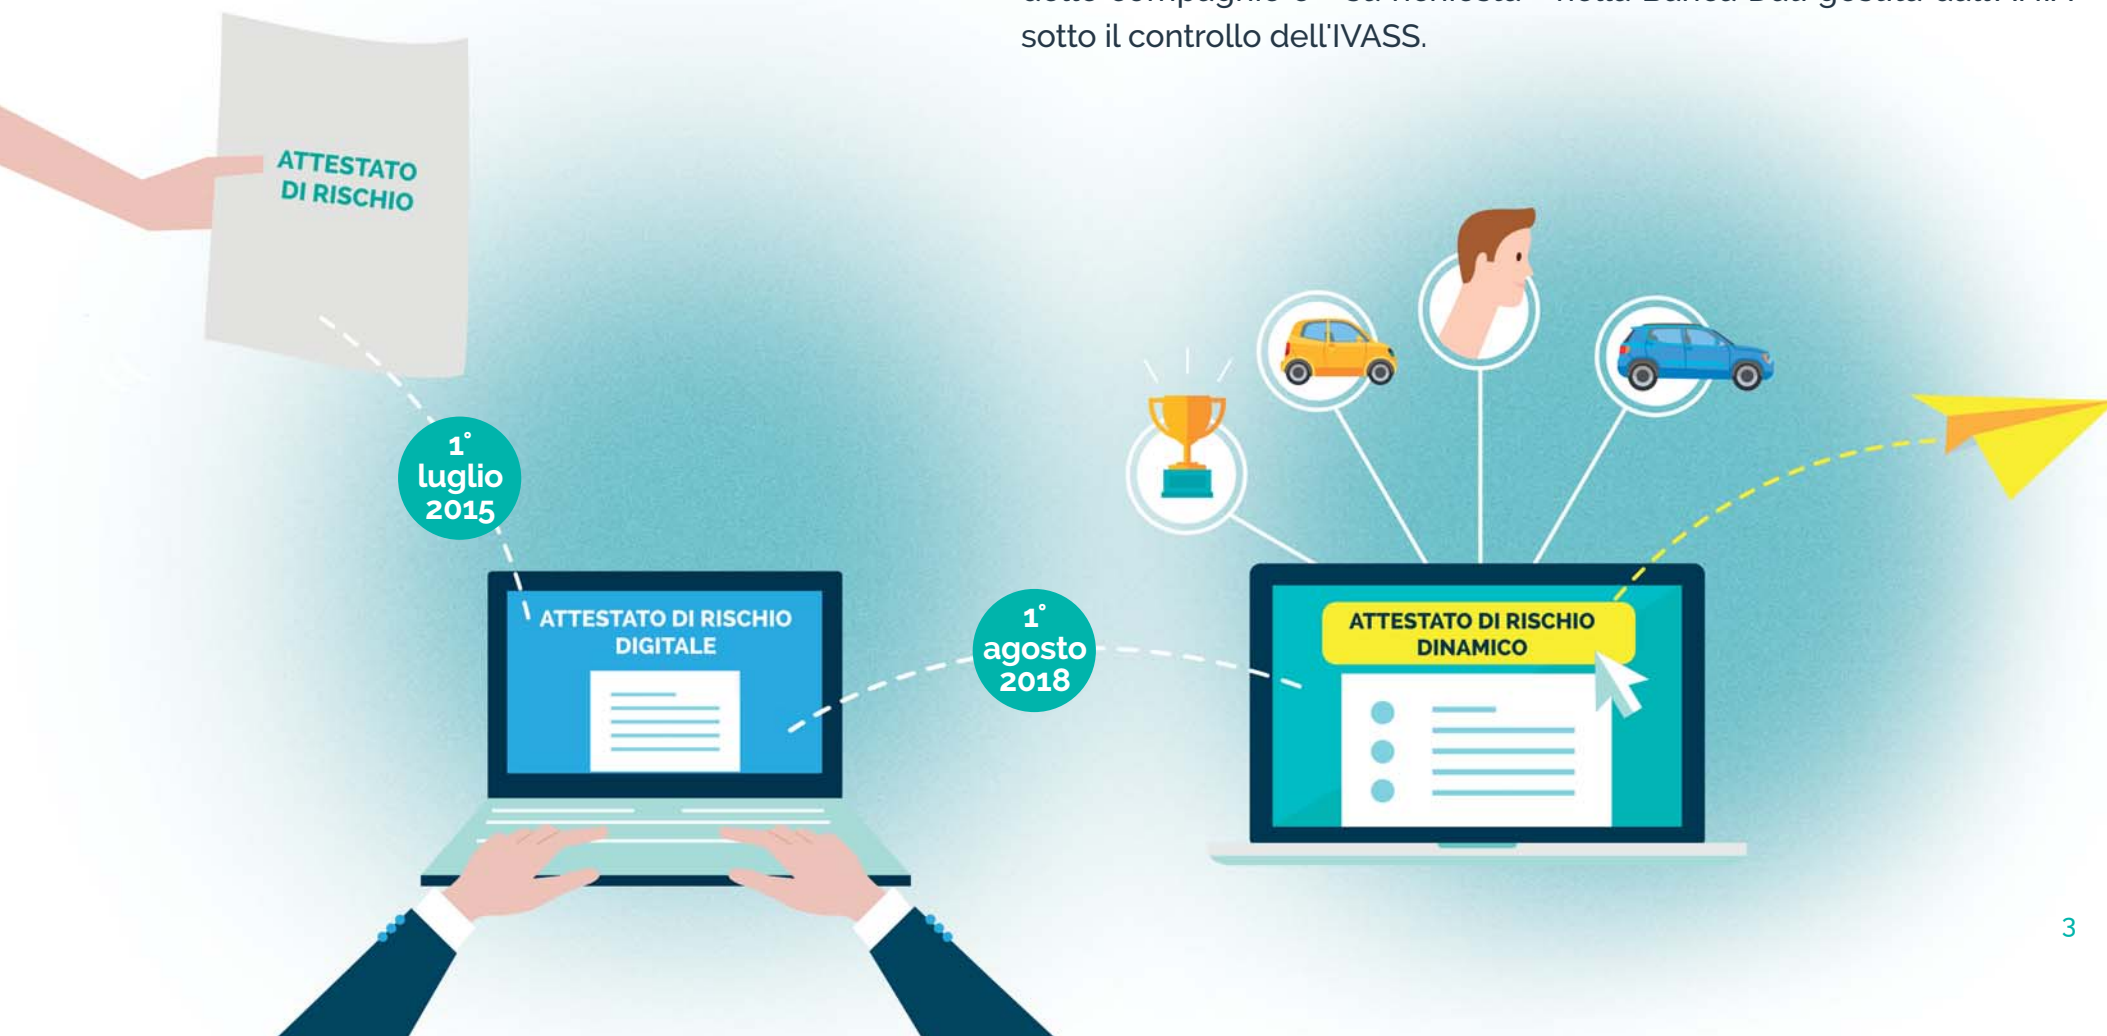 sotto il controllo dell'IVASS.
ATTESTATO
DI RISCHIO
1°
luglio
2015
ATTESTATO DI RISCHIO
DIGITALE
1°
agosto
2018
ATTESTATO DI RISCHIO
DINAMICO
3